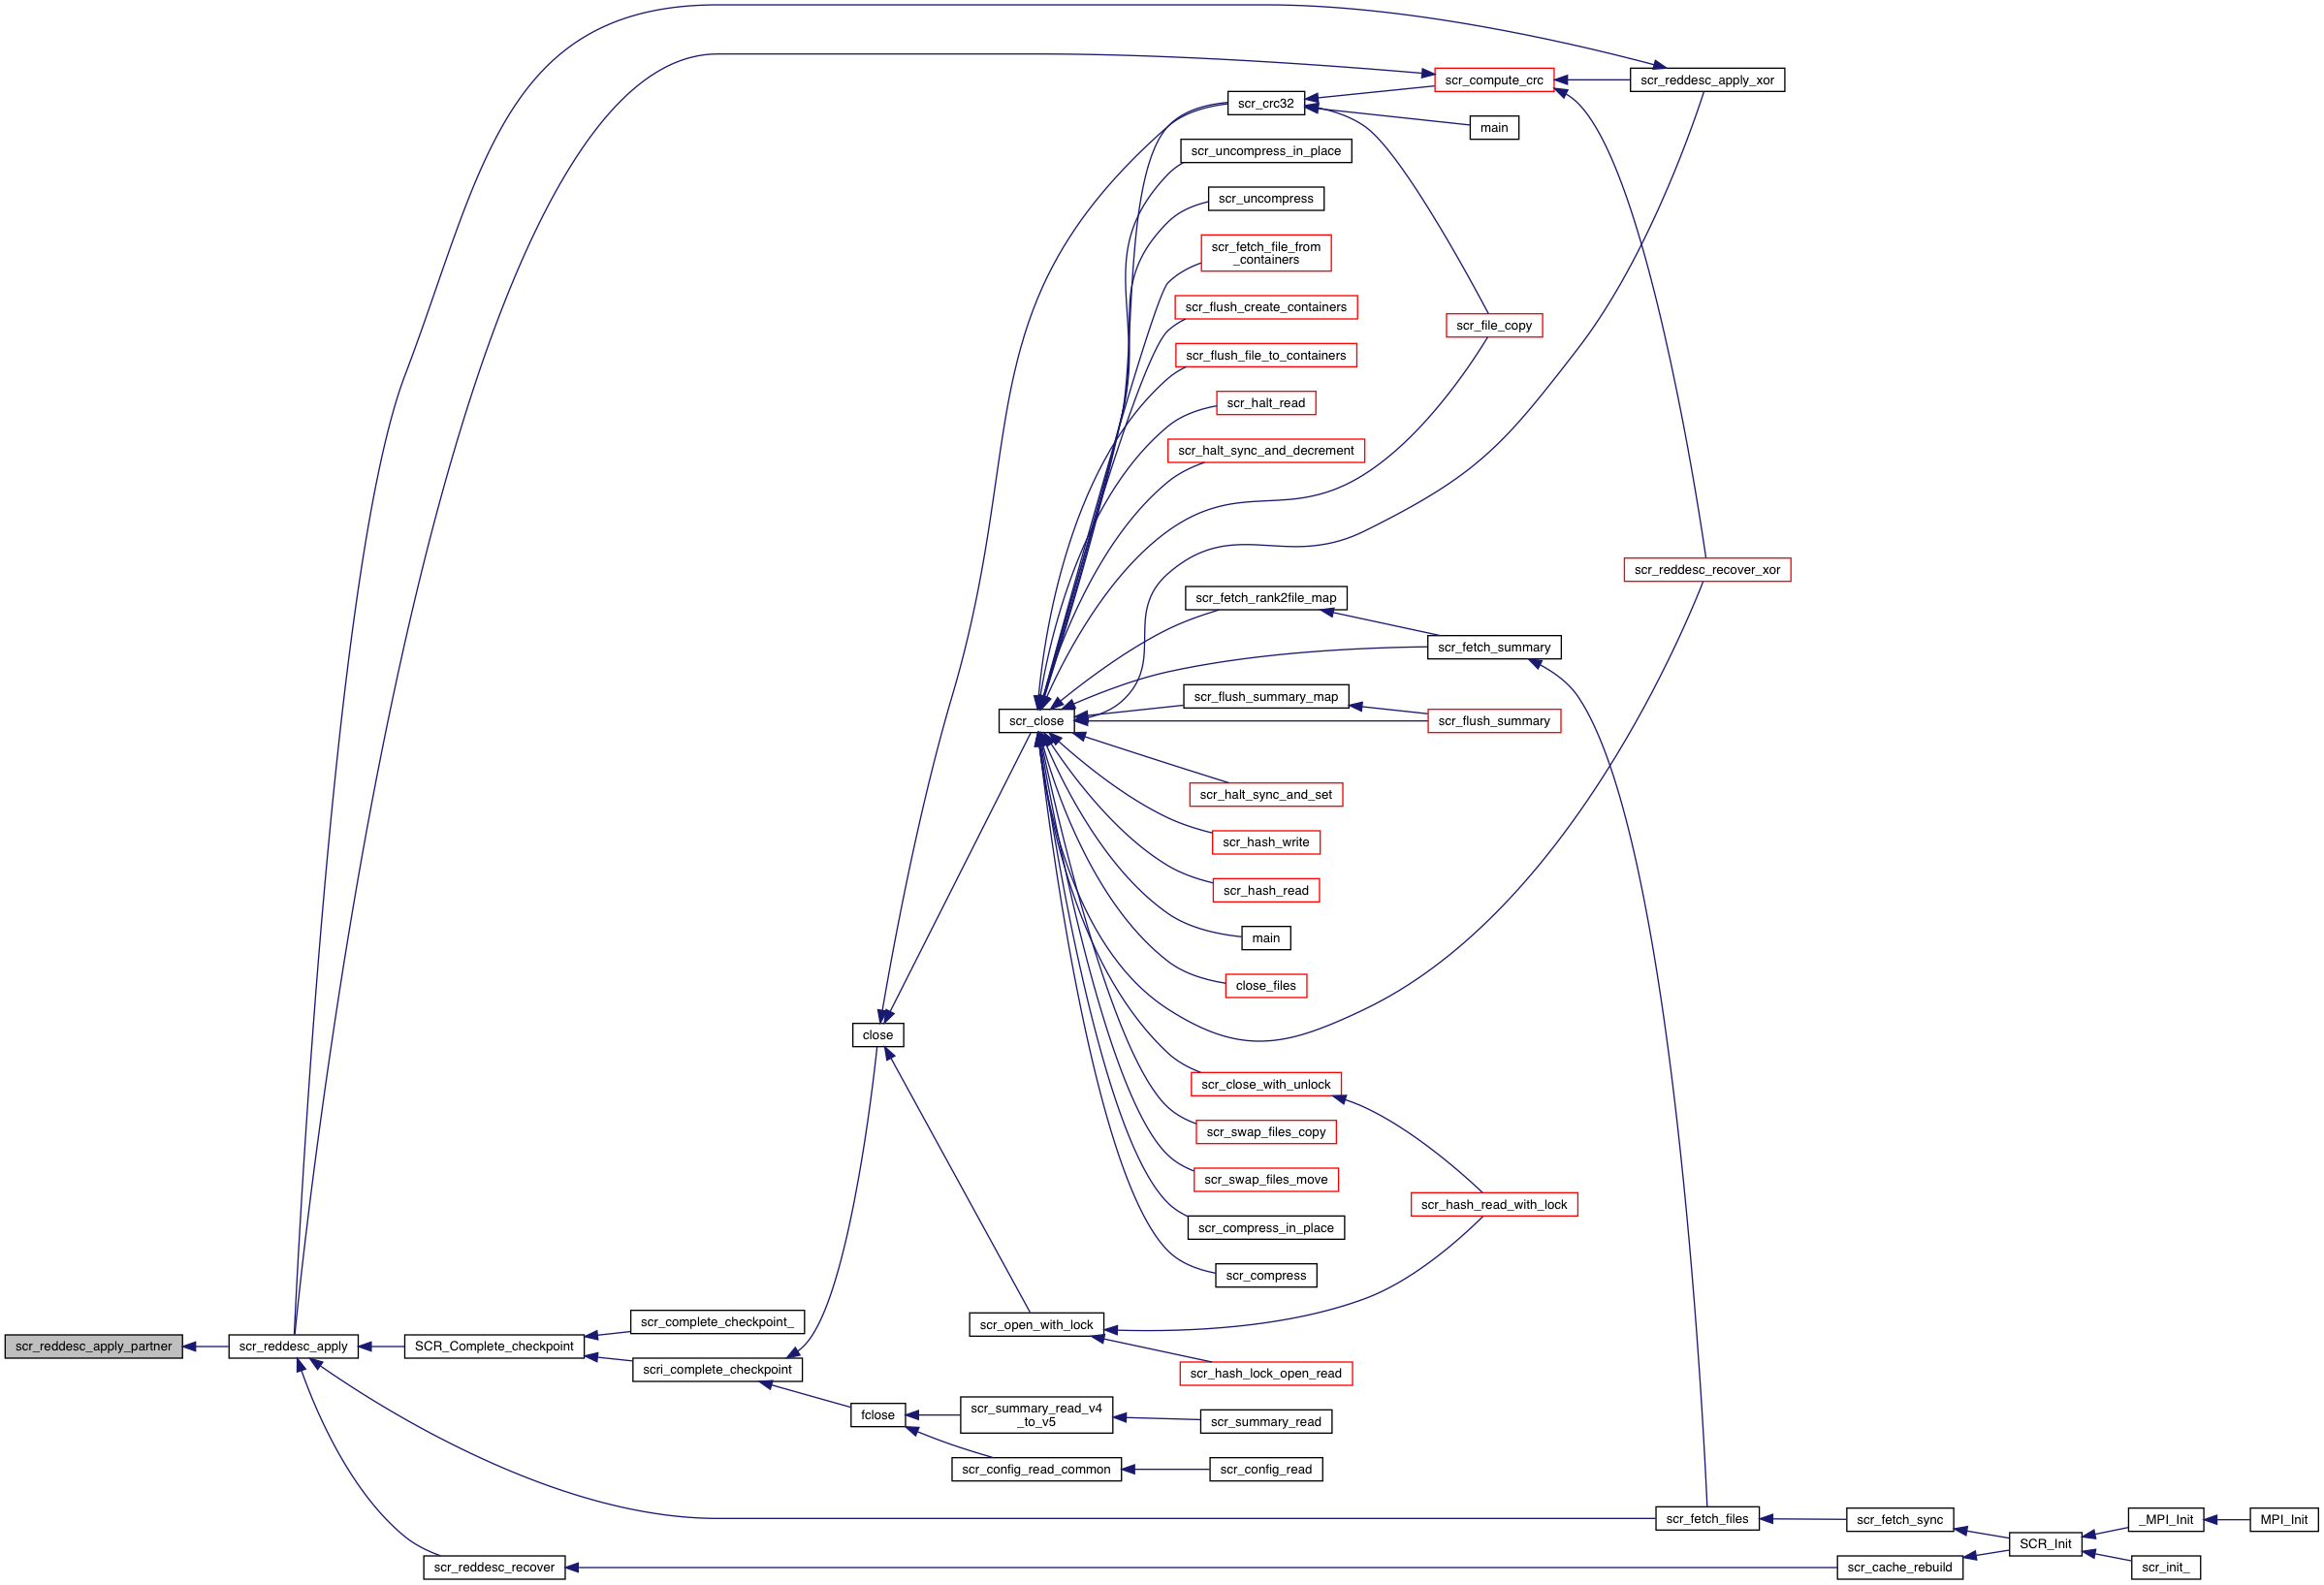 scr_compute_crc
scr_reddesc_apply_xor
scr_crc32
main
scr_uncompress_in_place
scr_uncompress
scr_fetch_file_from
_containers
scr_flush_create_containers
scr_file_copy
scr_flush_file_to_containers
scr_halt_read
scr_halt_sync_and_decrement
scr_reddesc_recover_xor
scr_fetch_rank2file_map
scr_fetch_summary
scr_flush_summary_map
scr_close
scr_flush_summary
scr_halt_sync_and_set
scr_hash_write
scr_hash_read
main
close_files
close
scr_close_with_unlock
scr_swap_files_copy
scr_swap_files_move
scr_hash_read_with_lock
scr_compress_in_place
scr_compress
scr_complete_checkpoint_
scr_open_with_lock
scr_reddesc_apply_partner
scr_reddesc_apply
SCR_Complete_checkpoint
scri_complete_checkpoint
scr_hash_lock_open_read
fclose
scr_summary_read_v4
_to_v5
scr_summary_read
scr_config_read_common
scr_config_read
scr_fetch_files
scr_fetch_sync
_MPI_Init
MPI_Init
SCR_Init
scr_reddesc_recover
scr_cache_rebuild
scr_init_